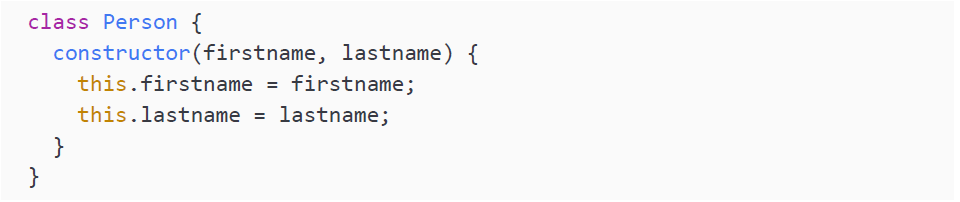 class Person {
  constructor(firstname, lastname) {
    this.firstname = firstname;
    this.lastname = lastname;
  }
}